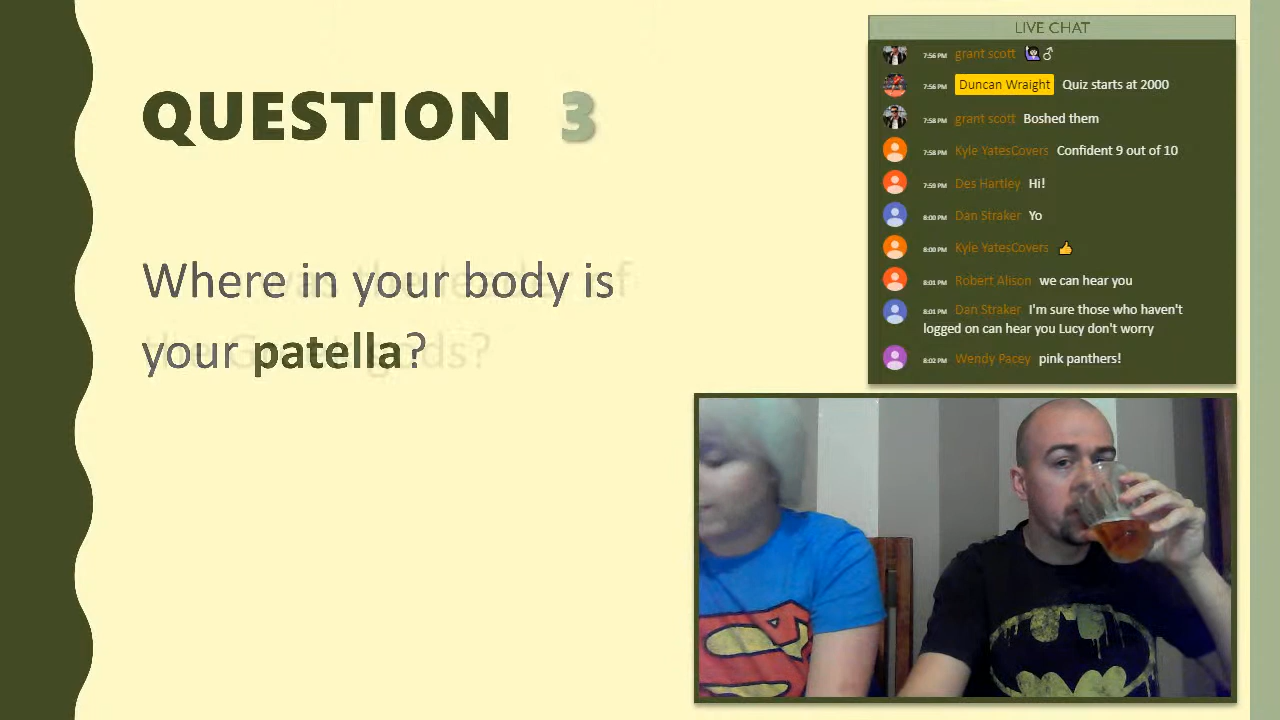 QUESTION 3
Where in your body is
your patella?
LIVE CHAT
7:56 PM grant scott 🙋🏻♂
7:56 PM Duncan Wraight Quiz starts at 2000
7:58 PM grant scott Boshed them
7:58 PM Kyle YatesCovers Confident 9 out of 10
7:59 PM Des Hartley Hi!
8:00 PM Dan Straker Yo
8:00 PM Kyle YatesCovers 👍
8:01 PM Robert Alison we can hear you
8:01 PM Dan Straker I'm sure those who haven't
logged on can hear you Lucy don't worry
8:02 PM Wendy Pacey pink panthers!